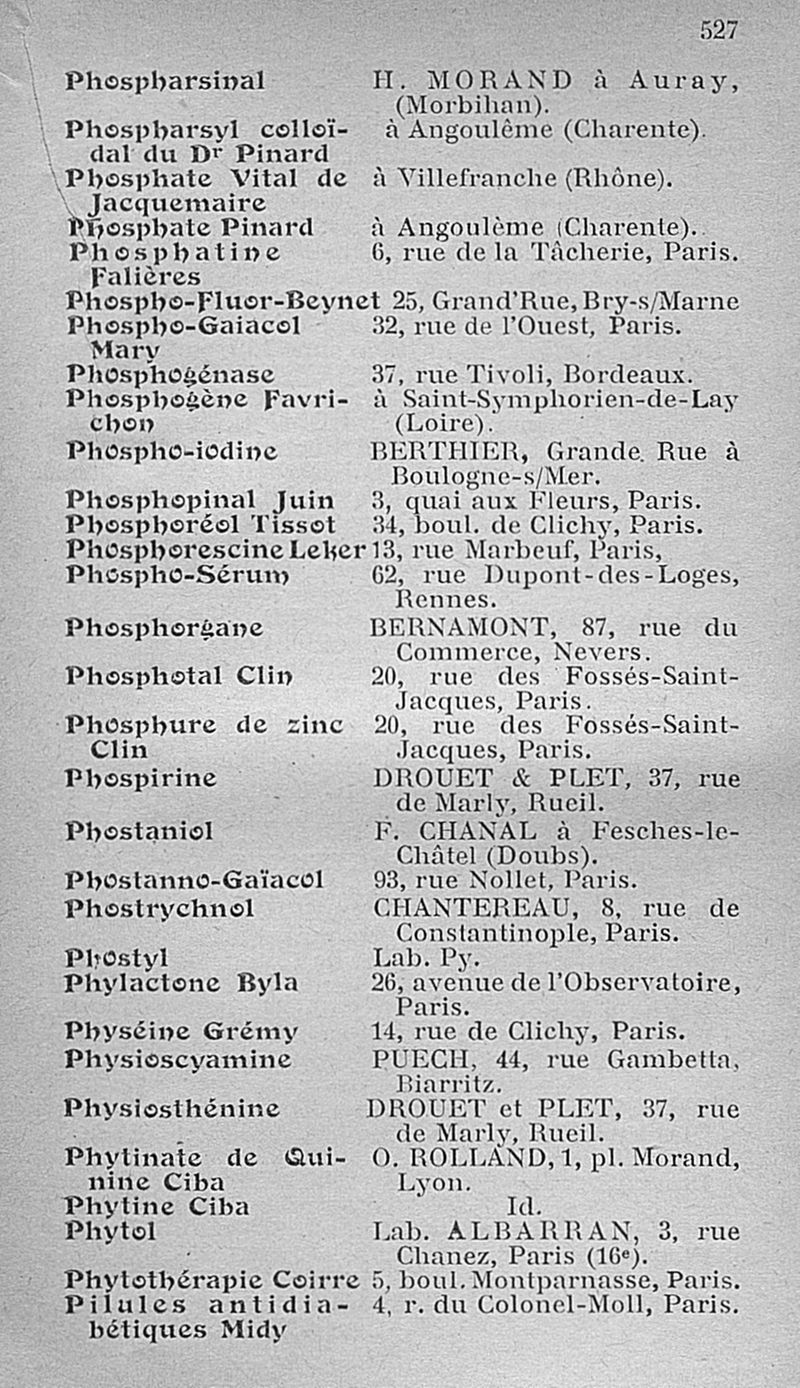 527
Phospharsinal H. MORAND à Auray,
(Morbihan).
Phospharsyl colloï- à Angoulême (Charente).
dal du Dr Pinard
Phosphate Vital de à Villefranche (Rhône).
Jacquemaire
Phosphate Pinard à Angoulême (Charente).
Phosphatine 6, rue de la Tâcherie, Paris.
Falières
Phospho-Fluor-Beynet 25, Grand'Rue, Bry-s/Marne
Phospho-Gaiacol 32, rue de l'Ouest, Paris.
Mary
Phosphogénase 37, rue Tivoli, Bordeaux.
Phosphogène Favri- à Saint-Symphorien-de-Lay
chon (Loire).
Phospho-iodine BERTHIER, Grande. Rue à
Boulogne-s/Mer.
Phosphopinal Juin 3, quai aux Fleurs, Paris.
Phosphoréol Tissot 34, boul. de Clichy, Paris.
Phosphorescine Leker 13, rue Marbeuf, Paris,
Phospho-Sérum 62, rue Dupont-des-Loges,
Rennes.
Phosphorgane BERNAMONT, 87, rue du
Commerce, Nevers.
Phosphotal Clin 20, rue des Fossés-Saint-
Jacques, Paris.
Phosphure de zinc 20, rue des Fossés-Saint-
Clin Jacques, Paris.
Phospirine DROUET & PLET, 37, rue
de Marly, Rueil.
Phostaniol F. CHANAL à Fesches-le-
Châtel (Doubs).
Phostanno-Gaïacol 93, rue Nollet, Paris.
Phostrychnol CHANTEREAU, 8, rue de
Constantinople, Paris.
Phostyl Lab. Py.
Phylactone Byla 26, avenue de l'Observatoire,
Paris.
Physéine Grémy 14, rue de Clichy, Paris.
Physioscyamine PUECH, 44, rue Gambetta,
Biarritz.
Physiosthénine DROUET et PLET, 37, rue
de Marly, Rueil.
Phytinate de Qui- O. ROLLAND, 1, pl. Morand,
nine Ciba Lyon.
Phytine Ciba Id.
Phytol Lab. ALBARRAN, 3, rue
Chanez, Paris (16e).
Phytothérapie Coirre 5, boul. Montparnasse, Paris.
Pilules antidia- 4, r. du Colonel-Moll, Paris.
bétiques Midy